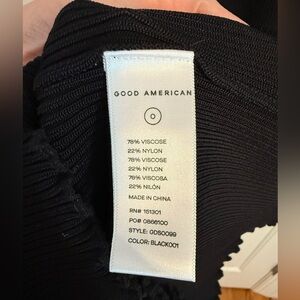 GOOD AMERICAN
0
78% VISCOSE
22% NYLON
78% VISCOSE
22% NYLON
78% VISCOSA
22% NILÓN
MADE IN CHINA
RN# 151301
PO# 0866100
STYLE: GDS0099
COLOR: BLACK001